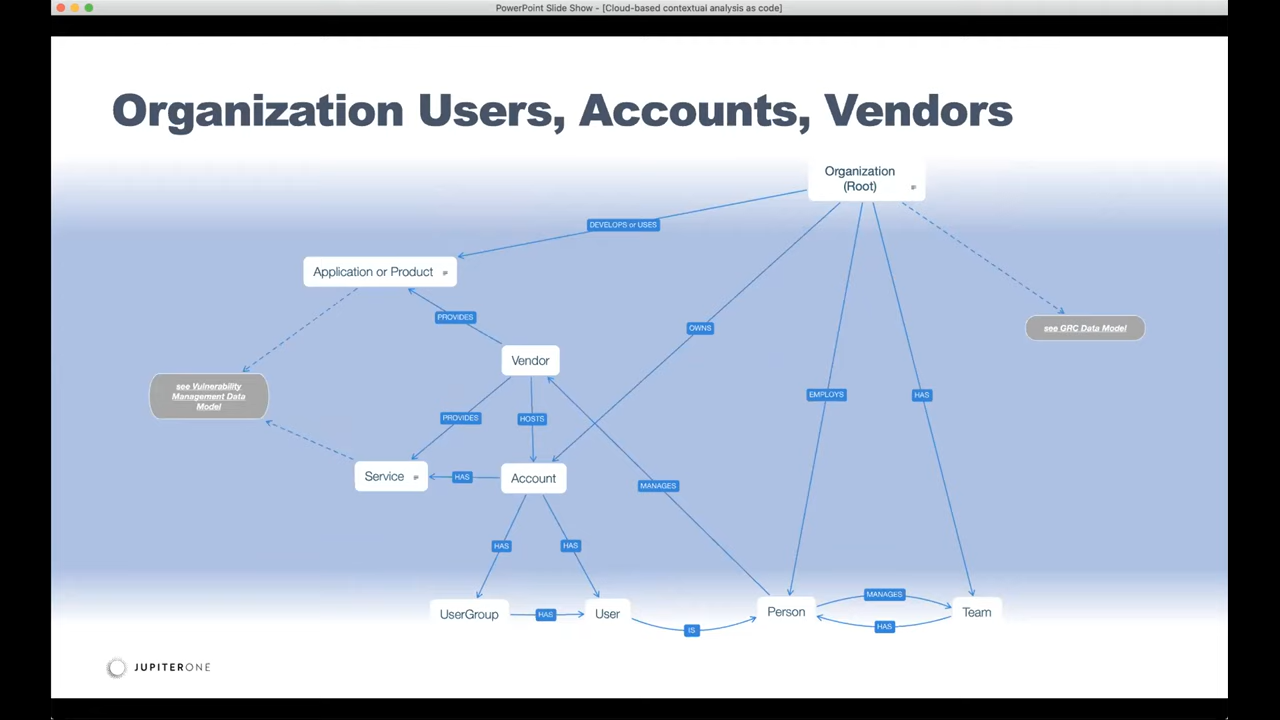 PowerPoint Slide Show - [Cloud-based contextual analysis as code]
Organization Users, Accounts, Vendors
Organization
(Root)
DEVELOPS or USES
Application or Product
PROVIDES
OWNS
see GRC Data Model
Vendor
see Vulnerability
Management Data
Model
EMPLOYS
HAS
PROVIDES
HOSTS
Service
HAS
Account
MANAGES
HAS
HAS
UserGroup
HAS
User
IS
Person
MANAGES
HAS
Team
JUPITERONE